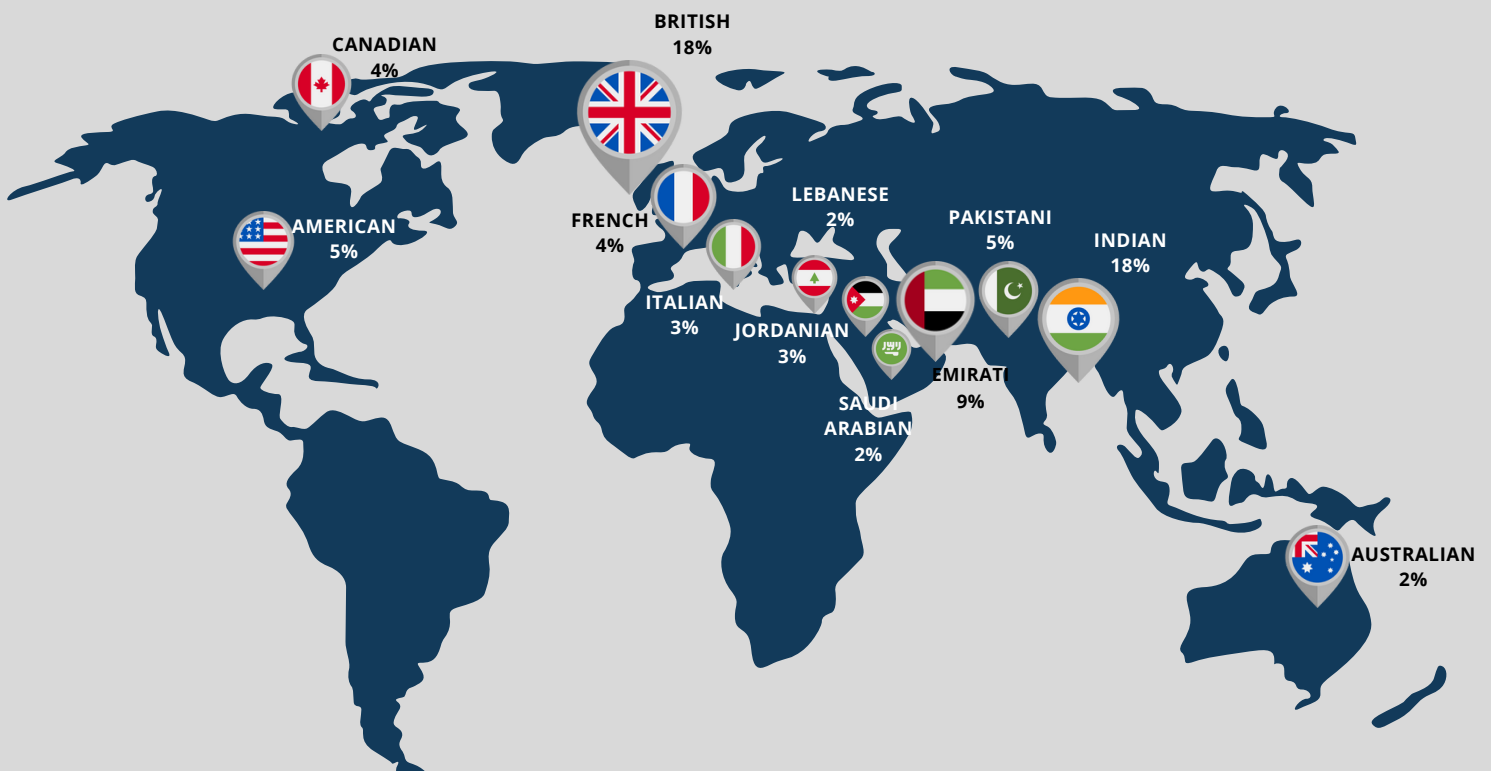 BRITISH
18%
CANADIAN
4%
LEBANESE
2%
AMERICAN
5%
FRENCH
4%
PAKISTANI
5%
INDIAN
18%
ITALIAN
3%
JORDANIAN
3%
EMIRATI
9%
SAUDI
ARABIAN
2%
AUSTRALIAN
2%